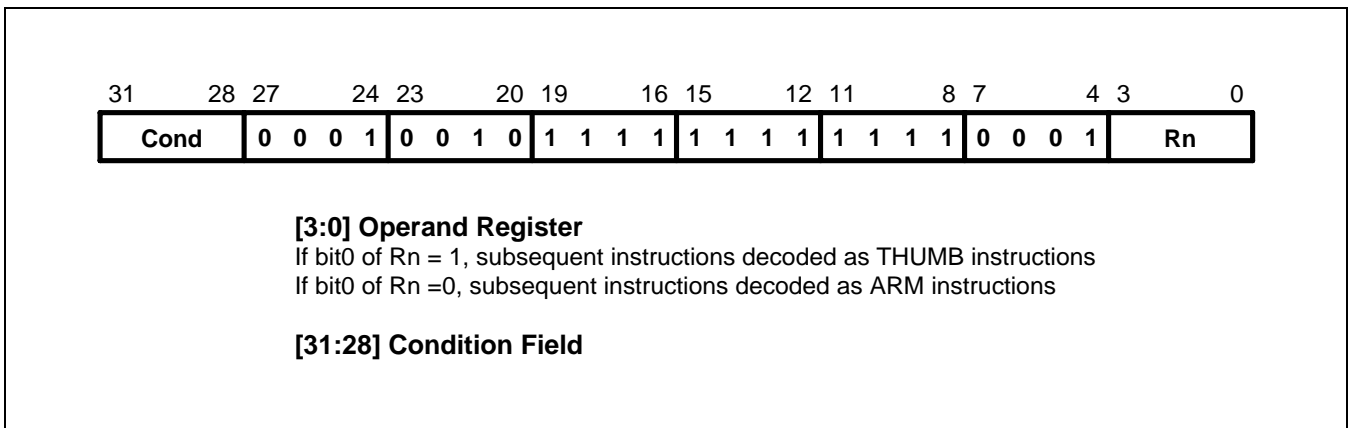 31 28 27 24 23 20 19 16 15 12 11 8 7 4 3 0
Cond 0 0 0 1 0 0 1 0 1 1 1 1 1 1 1 1 1 1 1 1 0 0 0 1 Rn
[3:0] Operand Register
If bit0 of Rn = 1, subsequent instructions decoded as THUMB instructions
If bit0 of Rn =0, subsequent instructions decoded as ARM instructions
[31:28] Condition Field